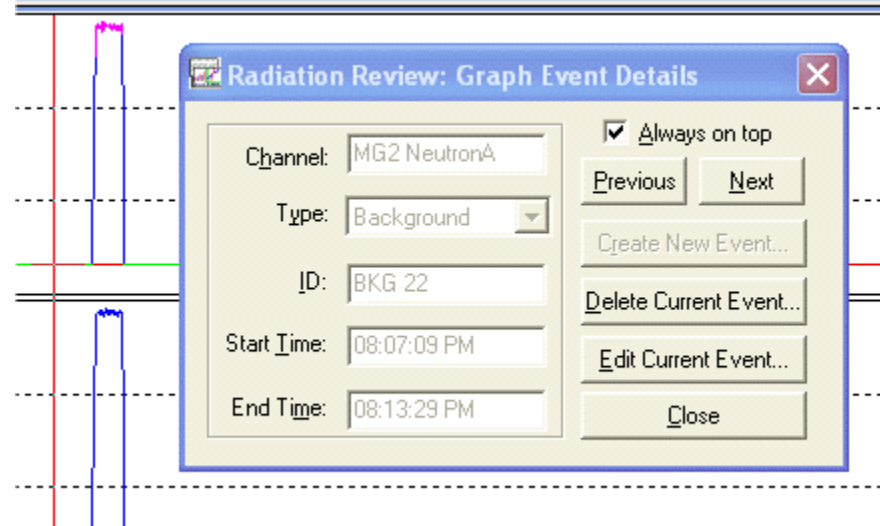 Radiation Review: Graph Event Details
Always on top
Channel: MG2 NeutronA
Previous Next
Type: Background
Create New Event...
ID: BKG 22
Delete Current Event...
Start Time: 08:07:09 PM
Edit Current Event...
End Time: 08:13:29 PM
Close